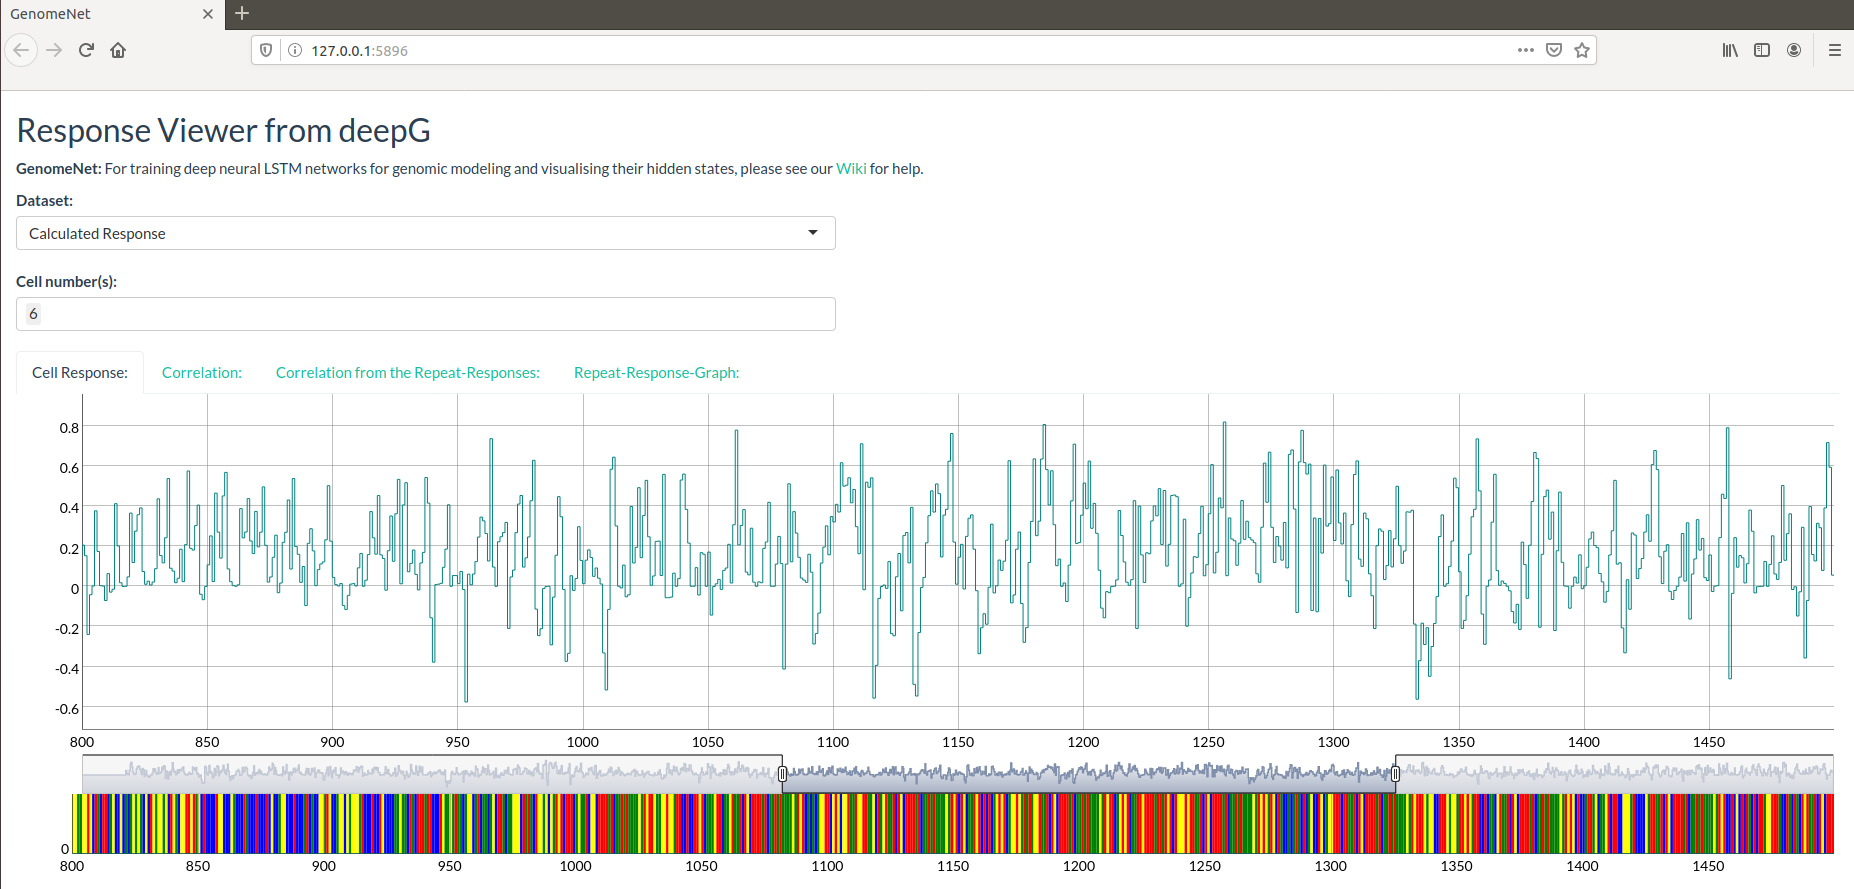 GenomeNet
127.0.0.1:5896
Response Viewer from deepG
GenomeNet: For training deep neural LSTM networks for genomic modeling and visualising their hidden states, please see our Wiki for help.
Dataset:
Calculated Response
Cell number(s):
6
Cell Response: Correlation: Correlation from the Repeat-Responses: Repeat-Response-Graph:
0.8
0.6
0.4
0.2
0
-0.2
-0.4
-0.6
800 850 900 950 1000 1050 1100 1150 1200 1250 1300 1350 1400 1450
0
800 850 900 950 1000 1050 1100 1150 1200 1250 1300 1350 1400 1450